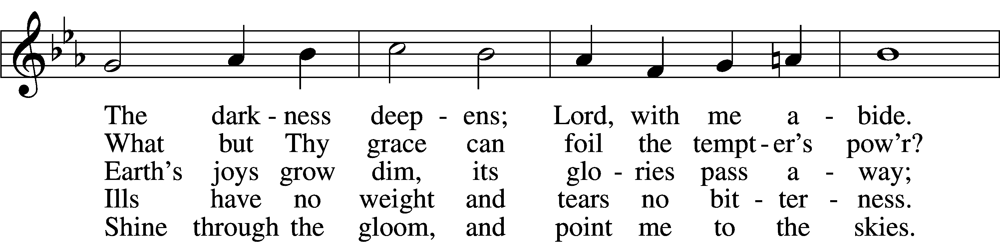 The dark - ness deep - ens; Lord, with me a - bide.
What but Thy grace can foil the tempt - er's pow'r?
Earth's joys grow dim, its glo - ries pass a - way;
Ills have no weight and tears no bit - ter - ness.
Shine through the gloom, and point me to the skies.